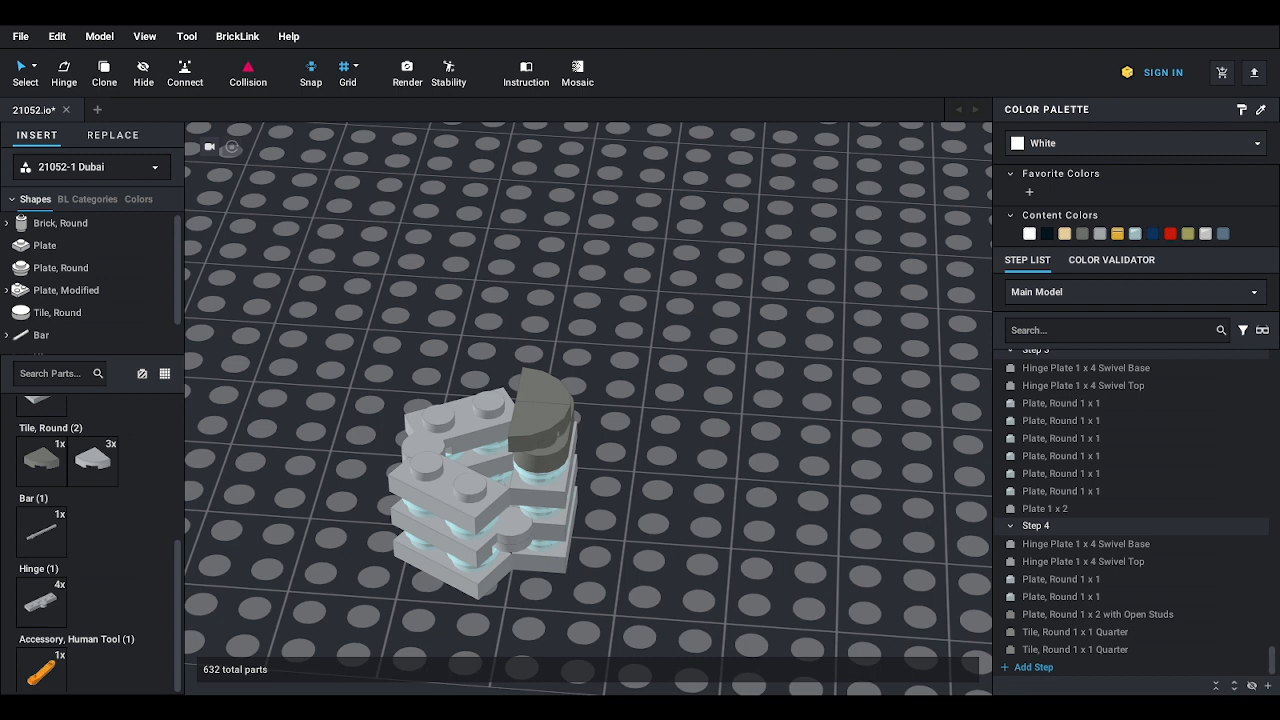 File Edit Model View Tool BrickLink Help
Select Hinge Clone Hide Connect Collision Snap Grid Render Stability Instruction Mosaic SIGN IN
21052.io*
INSERT REPLACE
21052-1 Dubai
Shapes BL Categories Colors
Brick, Round
Plate
Plate, Round
Plate, Modified
Tile, Round
Bar
Search Parts...
Tile, Round (2)
1x 3x
Bar (1)
1x
Hinge (1)
4x
Accessory, Human Tool (1)
1x
632 total parts
COLOR PALETTE
White
Favorite Colors
Content Colors
STEP LIST COLOR VALIDATOR
Main Model
Search...
Step 3
Hinge Plate 1 x 4 Swivel Base
Hinge Plate 1 x 4 Swivel Top
Plate, Round 1 x 1
Plate, Round 1 x 1
Plate, Round 1 x 1
Plate, Round 1 x 1
Plate, Round 1 x 1
Plate, Round 1 x 1
Plate 1 x 2
Step 4
Hinge Plate 1 x 4 Swivel Base
Hinge Plate 1 x 4 Swivel Top
Plate, Round 1 x 1
Plate, Round 1 x 1
Plate, Round 1 x 2 with Open Studs
Tile, Round 1 x 1 Quarter
Tile, Round 1 x 1 Quarter
+ Add Step